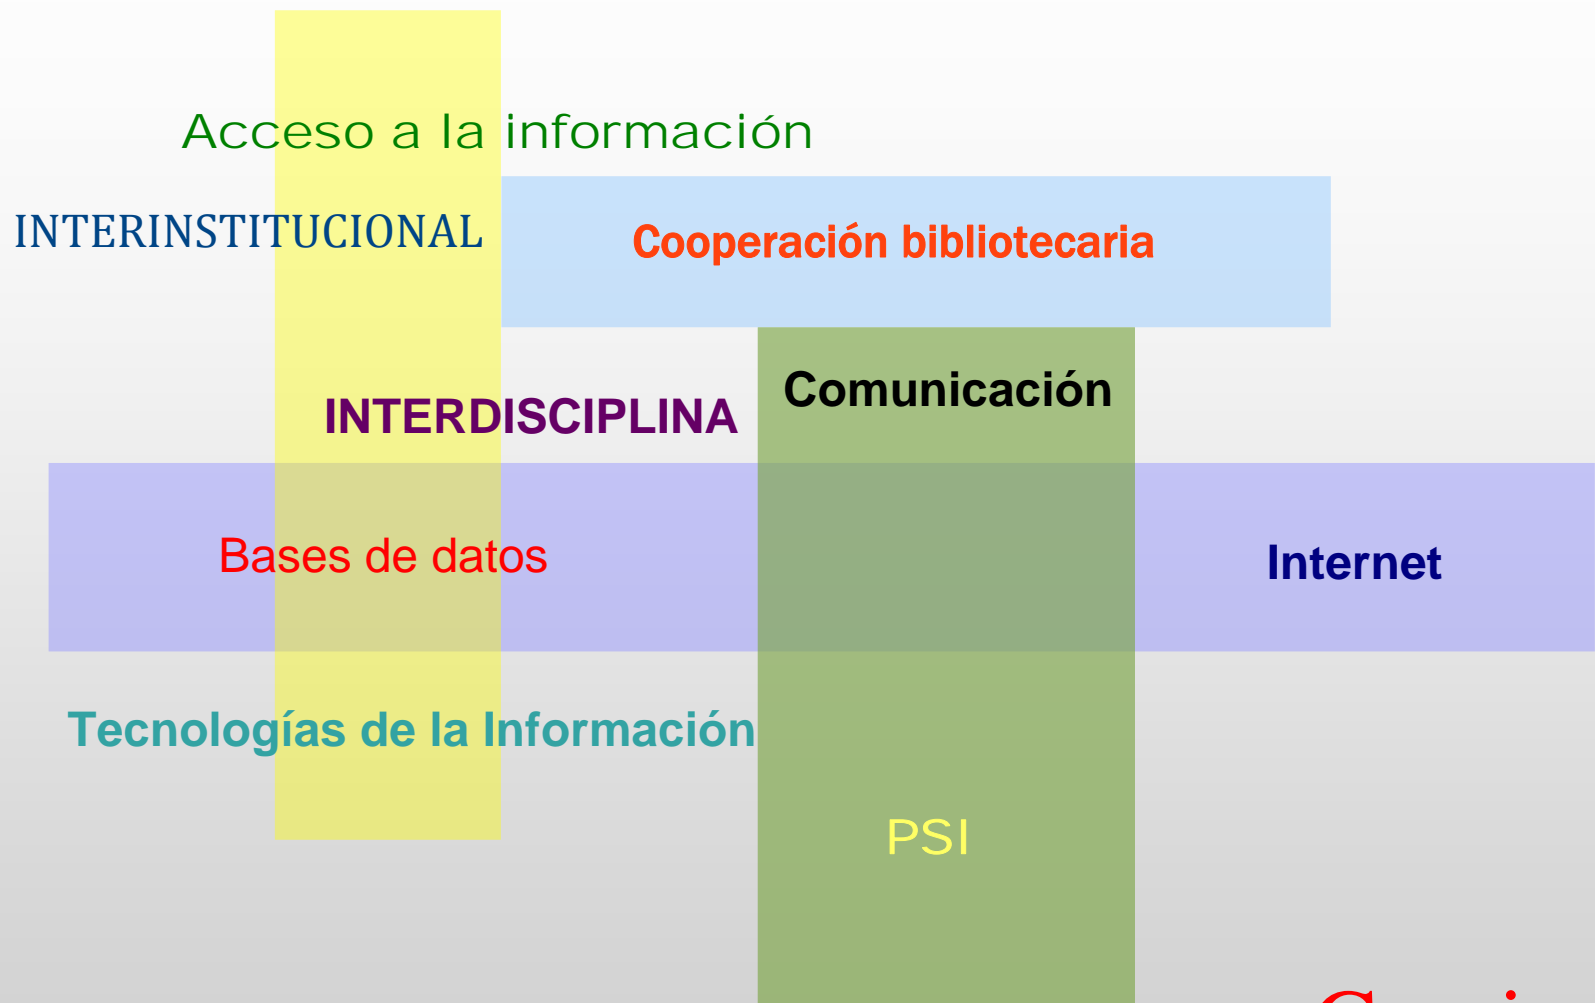 Acceso a la información
INTERINSTITUCIONAL
Cooperación bibliotecaria
Comunicación
INTERDISCIPLINA
Bases de datos
Internet
Tecnologías de la Información
PSI